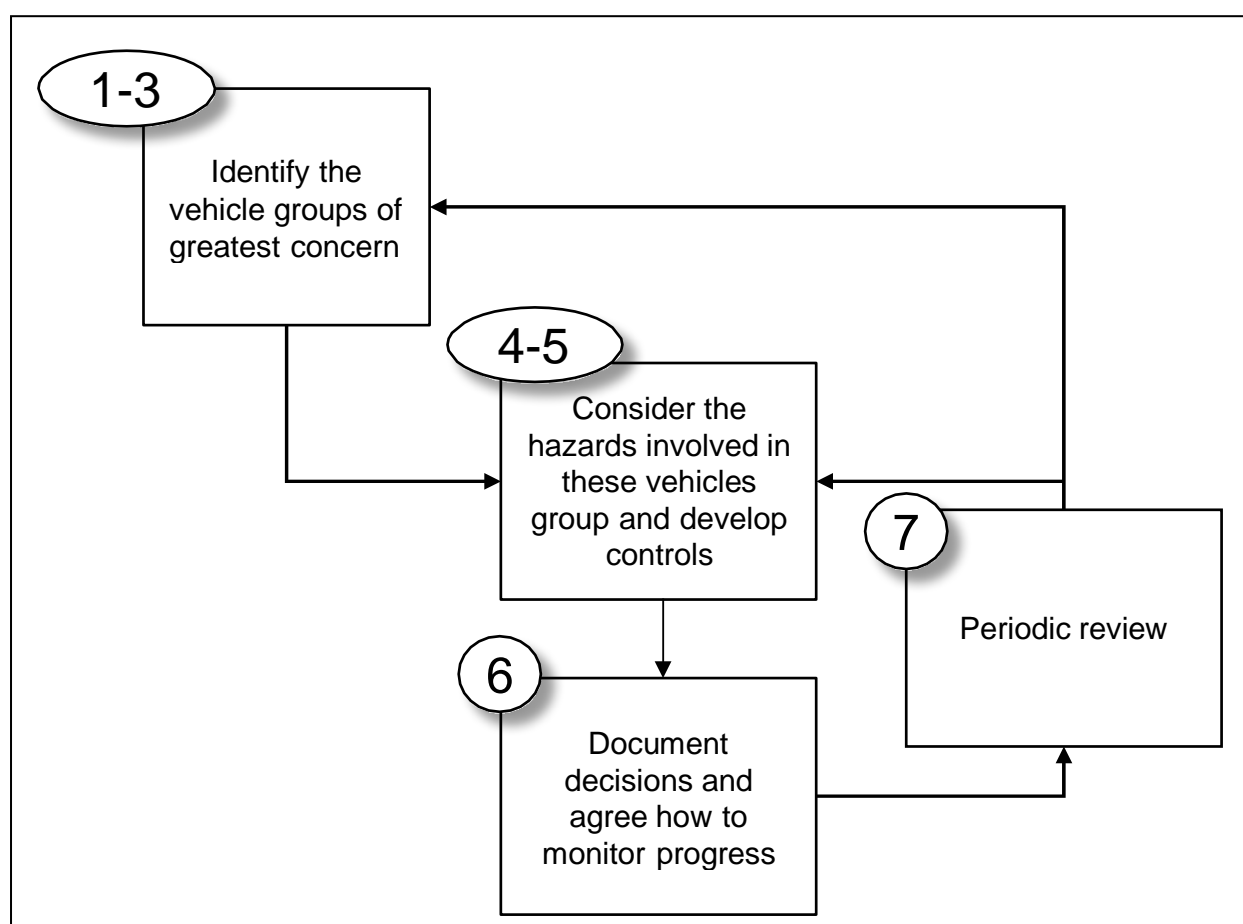 1-3
Identify the
vehicle groups of
greatest concern
4-5
Consider the
hazards involved in
these vehicles
group and develop
controls
7
Periodic review
6
Document
decisions and
agree how to
monitor progress